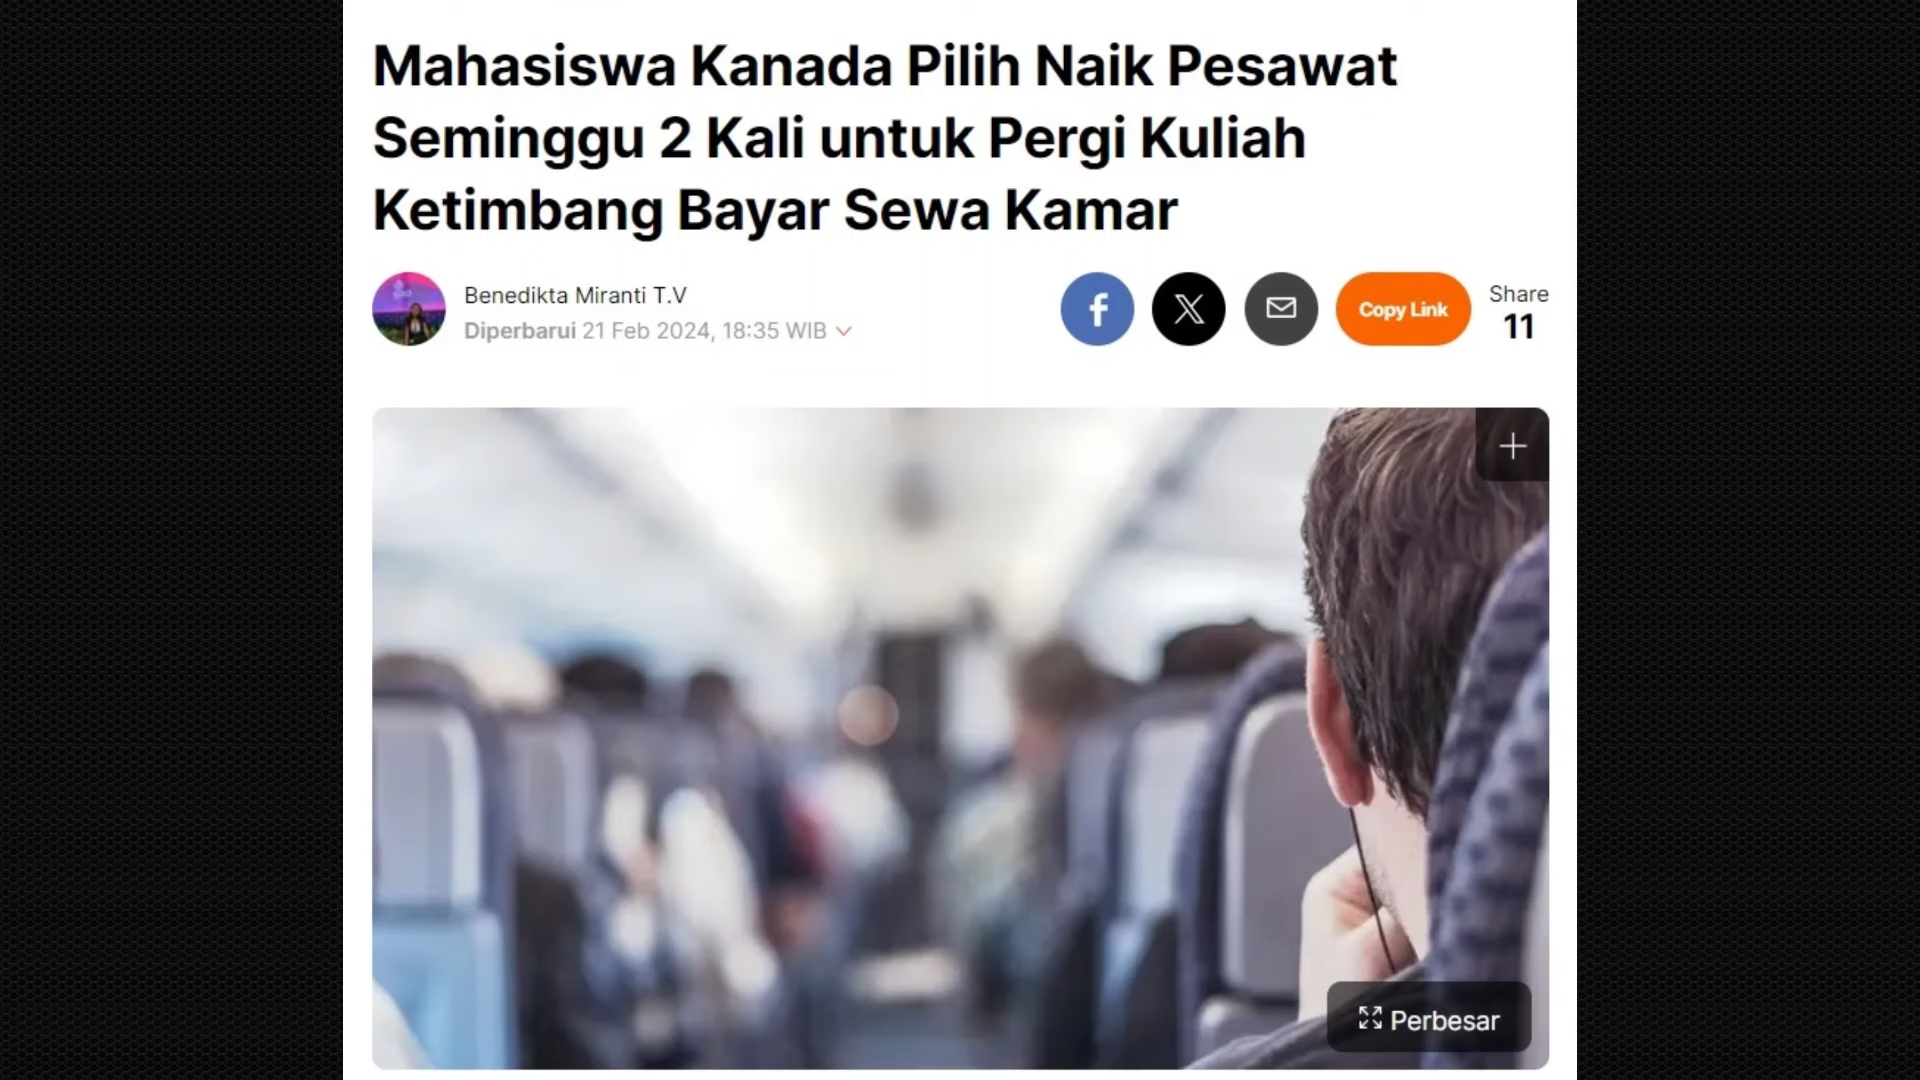 Mahasiswa Kanada Pilih Naik Pesawat
Seminggu 2 Kali untuk Pergi Kuliah
Ketimbang Bayar Sewa Kamar
Benedikta Miranti T.V
Diperbarui 21 Feb 2024, 18:35 WIB
Copy Link
Share
11
Perbesar